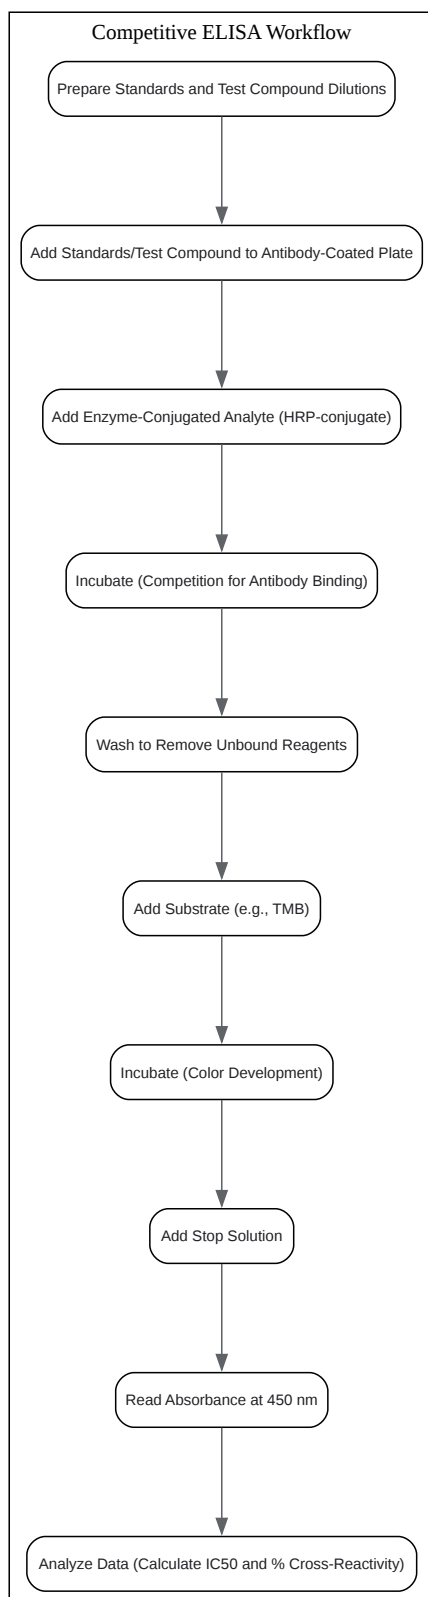 Competitive ELISA Workflow
Prepare Standards and Test Compound Dilutions
Add Standards/Test Compound to Antibody-Coated Plate
Add Enzyme-Conjugated Analyte (HRP-conjugate)
Incubate (Competition for Antibody Binding)
Wash to Remove Unbound Reagents
Add Substrate (e.g., TMB)
Incubate (Color Development)
Add Stop Solution
Read Absorbance at 450 nm
Analyze Data (Calculate IC50 and % Cross-Reactivity)